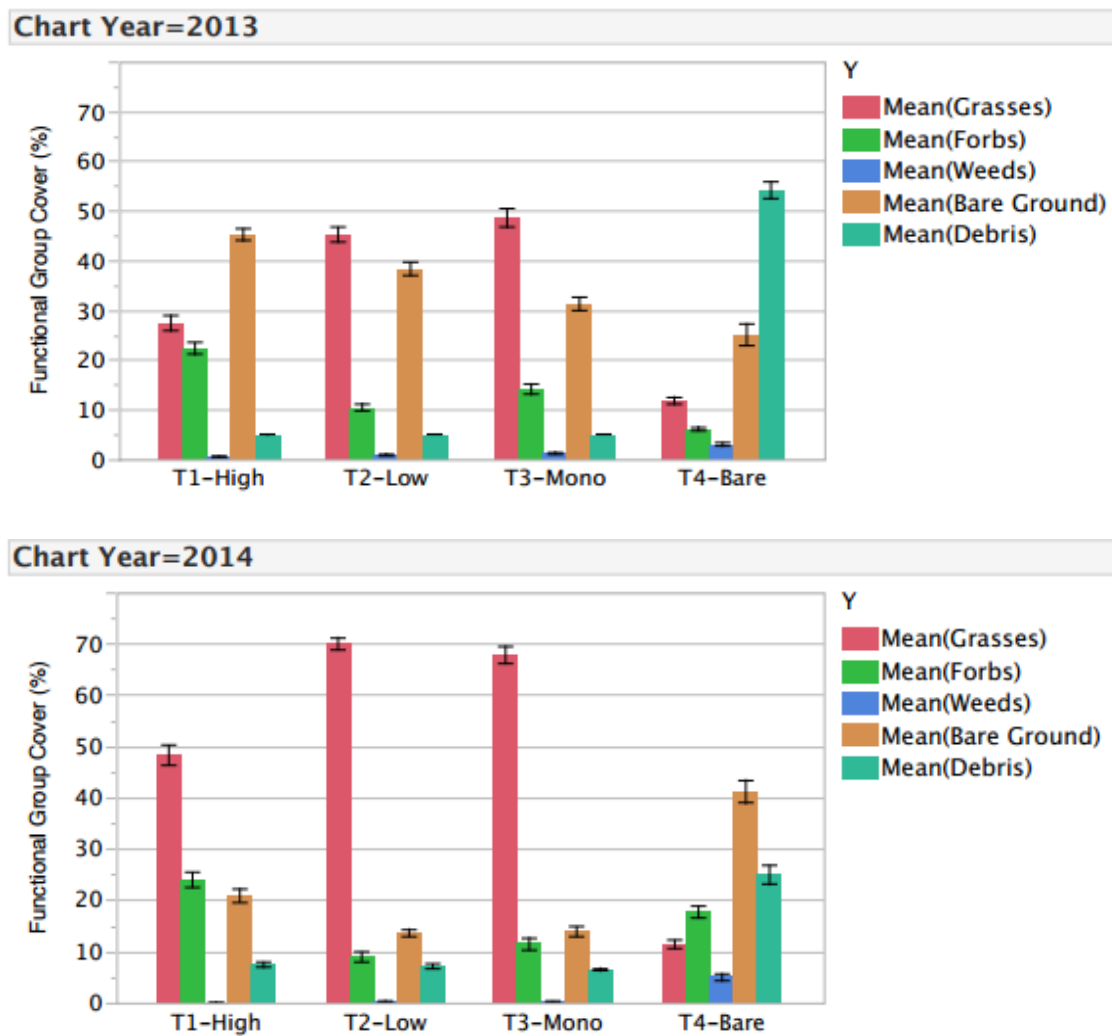 Chart Year=2013
Y
Mean(Grasses)
Mean(Forbs)
Mean(Weeds)
Mean(Bare Ground)
Mean(Debris)
Functional Group Cover (%)
70
60
50
40
30
20
10
0
T1-High T2-Low T3-Mono T4-Bare
Chart Year=2014
Y
Mean(Grasses)
Mean(Forbs)
Mean(Weeds)
Mean(Bare Ground)
Mean(Debris)
Functional Group Cover (%)
70
60
50
40
30
20
10
0
T1-High T2-Low T3-Mono T4-Bare